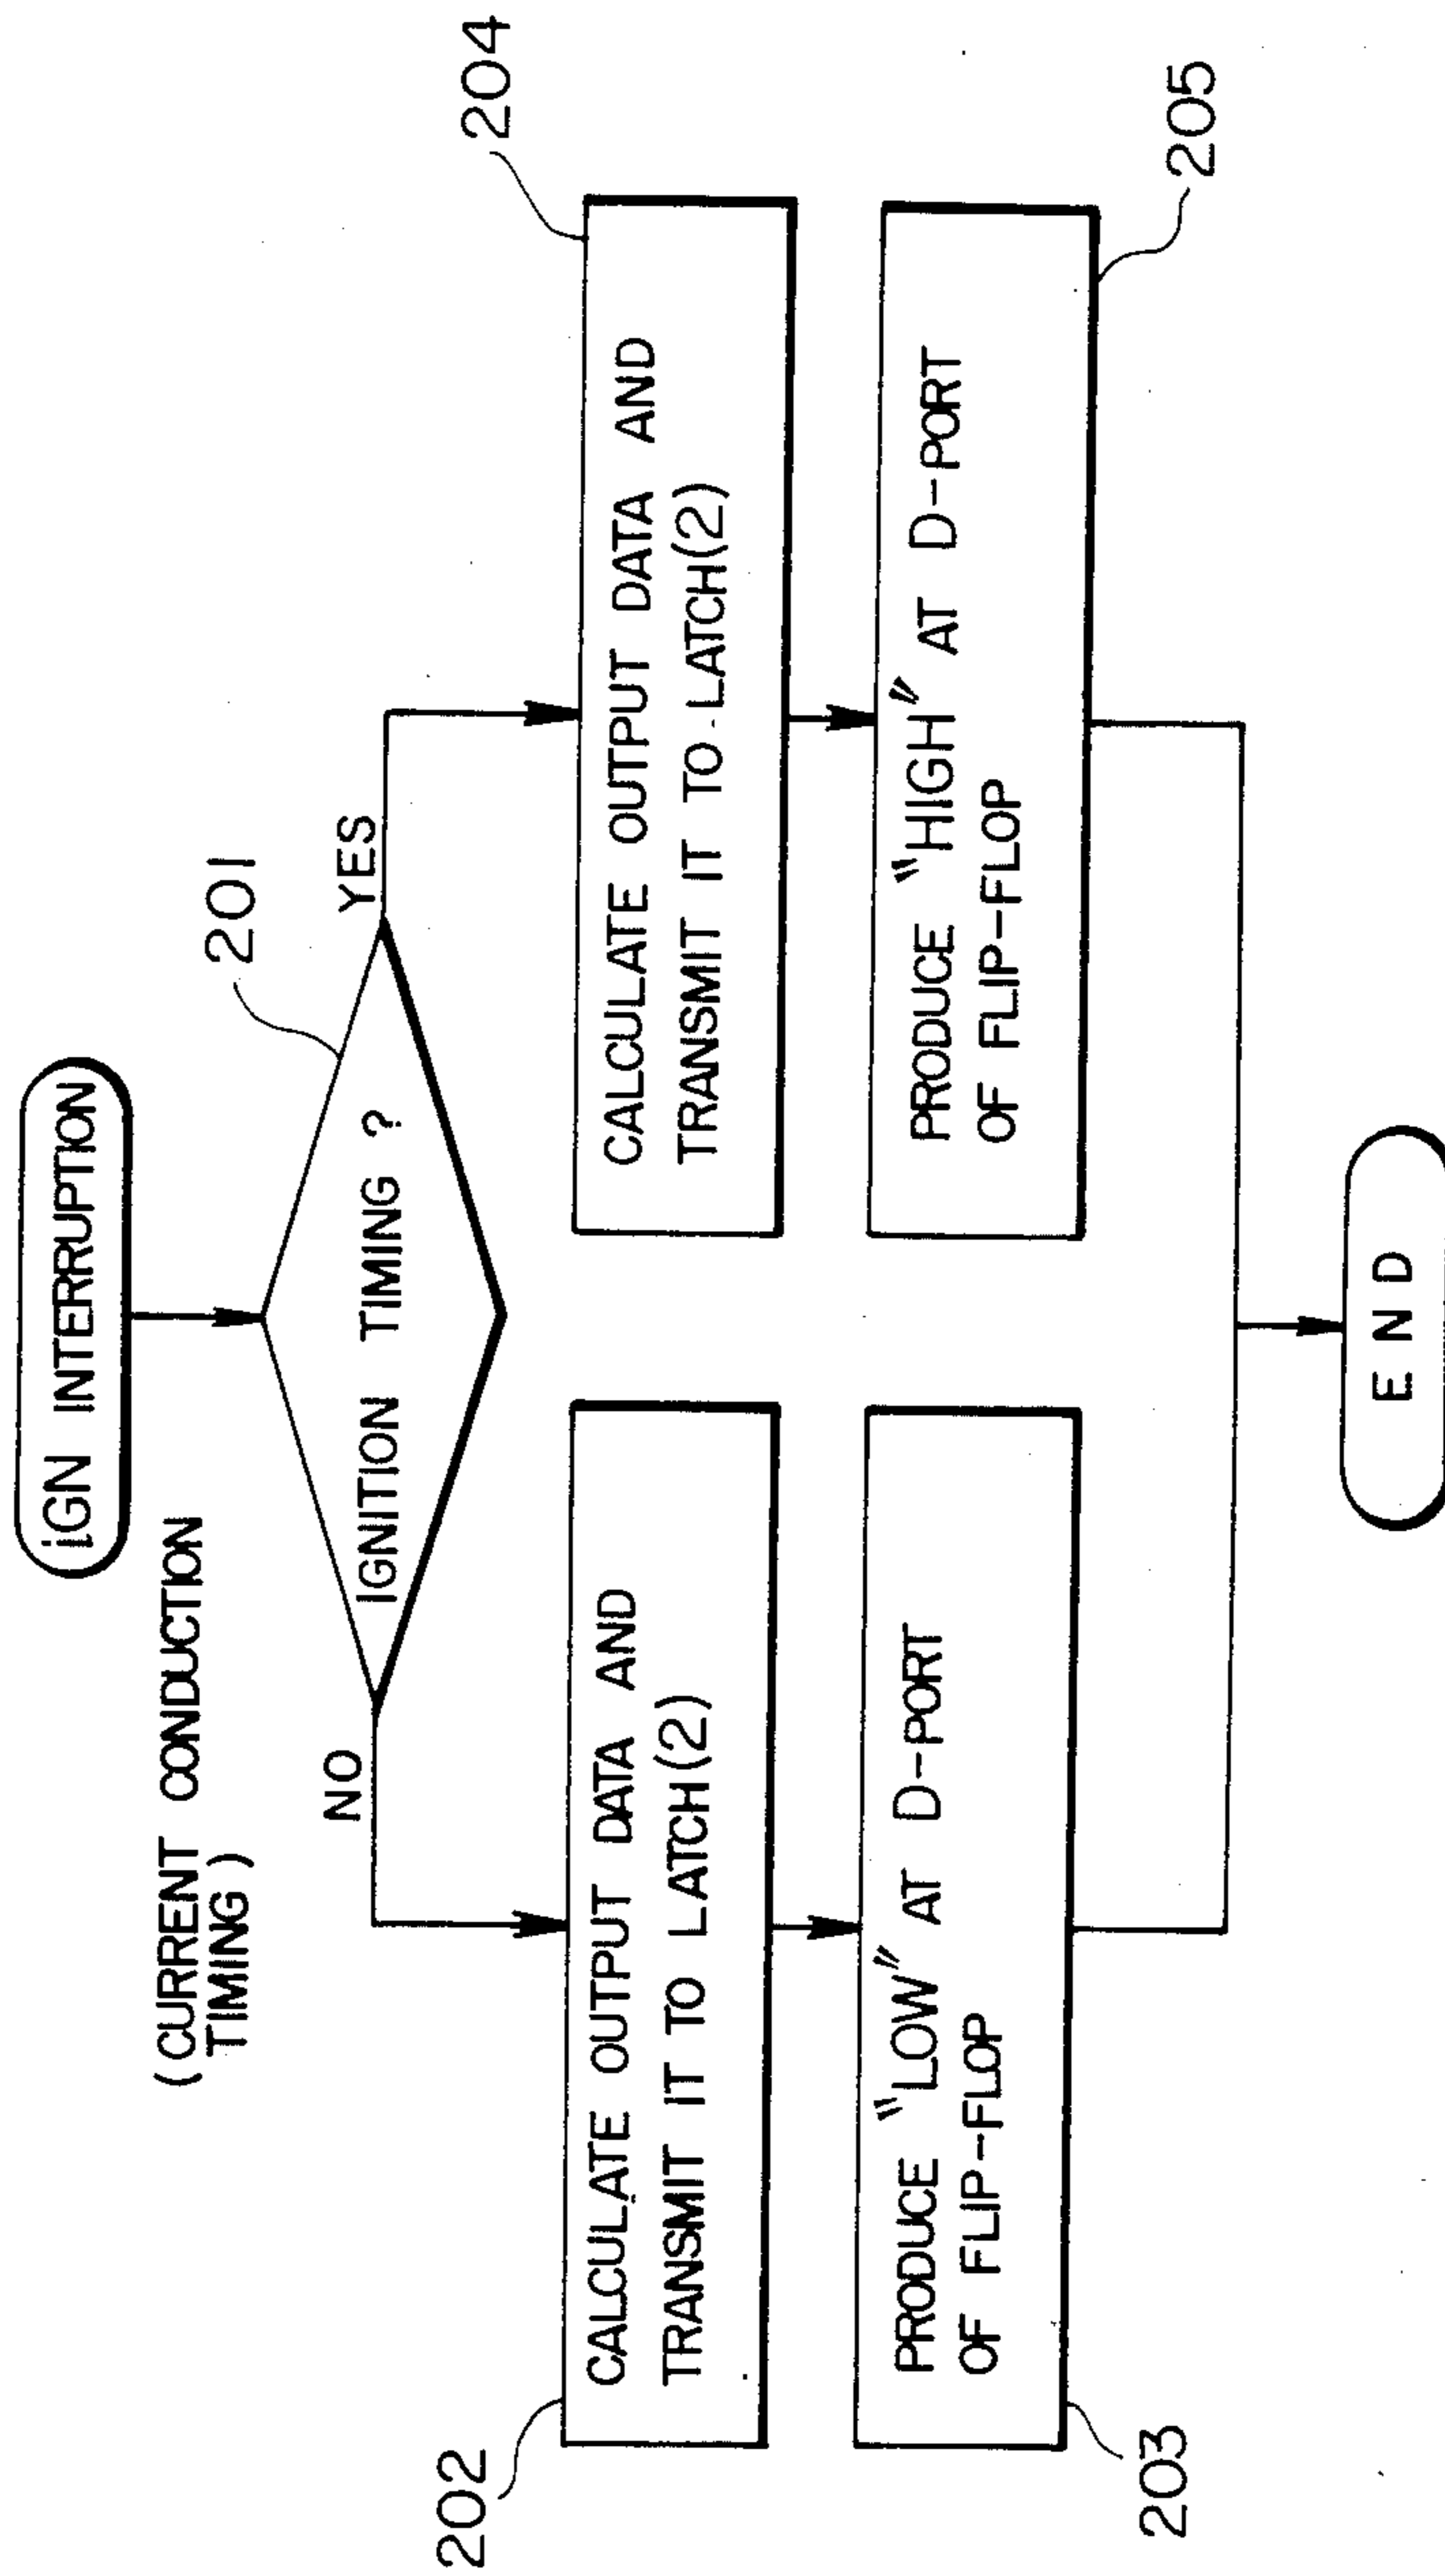 iGN INTERRUPTION
(CURRENT CONDUCTION
TIMING)
201
IGNITION TIMING ?
NO
YES
202
CALCULATE OUTPUT DATA AND
TRANSMIT IT TO LATCH(2)
203
PRODUCE "LOW" AT D-PORT
OF FLIP-FLOP
204
CALCULATE OUTPUT DATA AND
TRANSMIT IT TO LATCH(2)
205
PRODUCE "HIGH" AT D-PORT
OF FLIP-FLOP
END